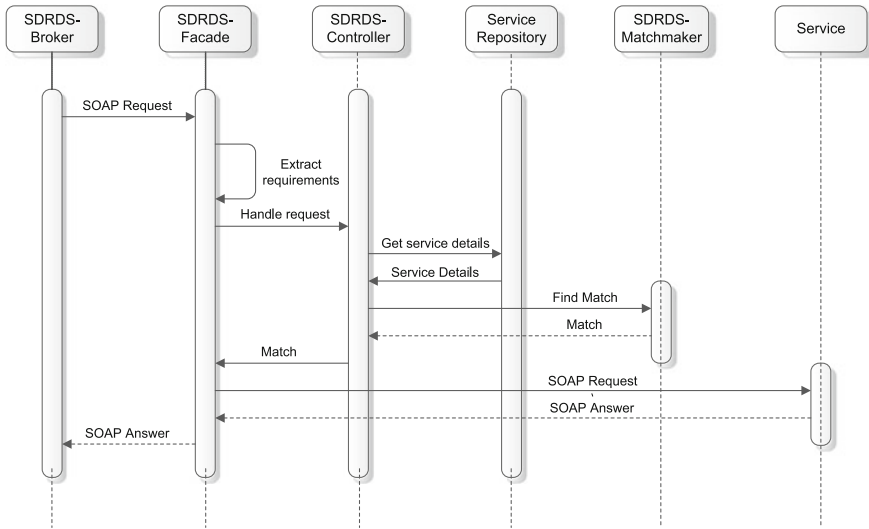 SDRDS-
Broker
SDRDS-
Facade
SDRDS-
Controller
Service
Repository
SDRDS-
Matchmaker
Service
SOAP Request
Extract
requirements
Handle request
Get service details
Service Details
Find Match
Match
Match
SOAP Request
SOAP Answer
SOAP Answer